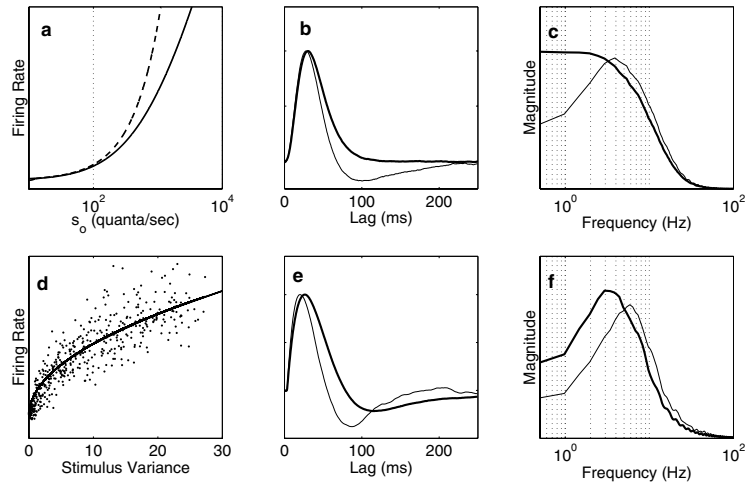 a
Firing Rate
10^2
10^4
s_o (quanta/sec)
b
0
100
200
Lag (ms)
c
Magnitude
10^0
10^2
Frequency (Hz)
d
Firing Rate
0
10
20
30
Stimulus Variance
e
0
100
200
Lag (ms)
f
Magnitude
10^0
10^2
Frequency (Hz)